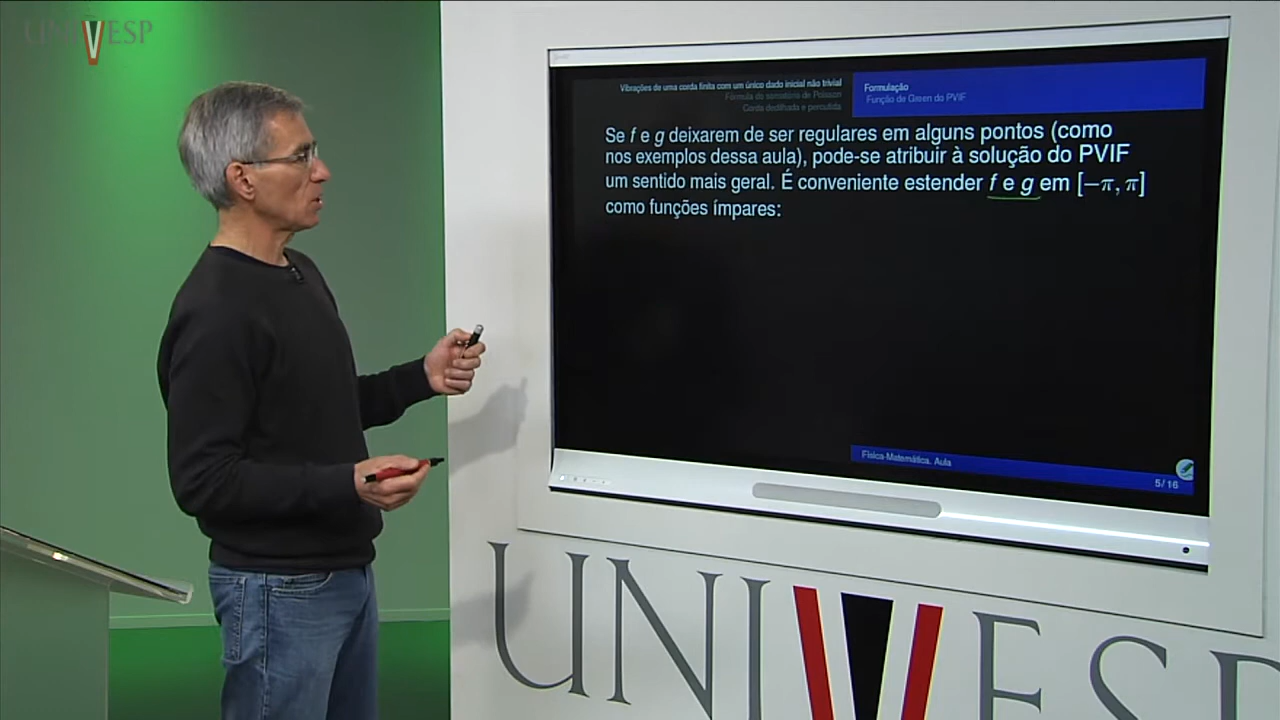 UNIVESP
Vibrações de uma corda finita com um único dado inicial não trivial
Fórmula do somatório de Poisson
Corda dedilhada e percutida
Formulação
Função de Green do PVIF
Se f e g deixarem de ser regulares em alguns pontos (como
nos exemplos dessa aula), pode-se atribuir à solução do PVIF
um sentido mais geral. É conveniente estender f e g em [−π, π]
como funções ímpares:
Física-Matemática. Aula
5/16
UNIVESP